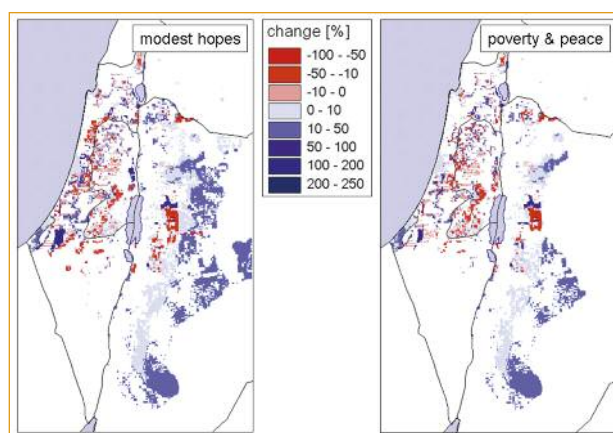 modest hopes
change [%]
-100 - -50
-50 - -10
-10 - 0
0 - 10
10 - 50
50 - 100
100 - 200
200 - 250
poverty & peace